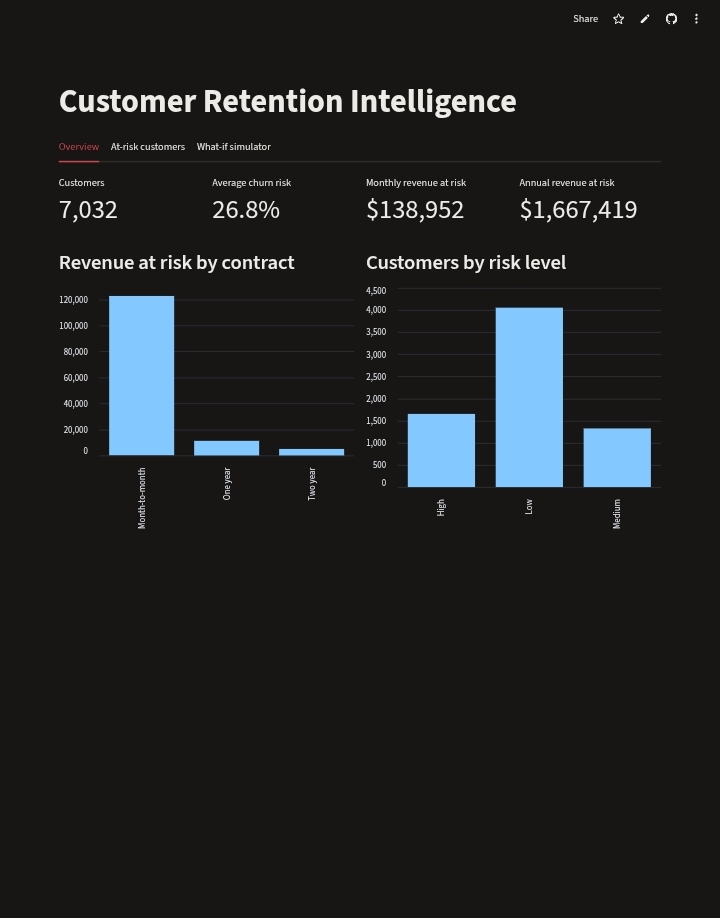 Share
Customer Retention Intelligence
Overview At-risk customers What-if simulator
Customers Average churn risk Monthly revenue at risk Annual revenue at risk
7,032 26.8% $138,952 $1,667,419
Revenue at risk by contract
120,000
100,000
80,000
60,000
40,000
20,000
0
Month-to-month
One year
Two year
Customers by risk level
4,500
4,000
3,500
3,000
2,500
2,000
1,500
1,000
500
0
High
Low
Medium